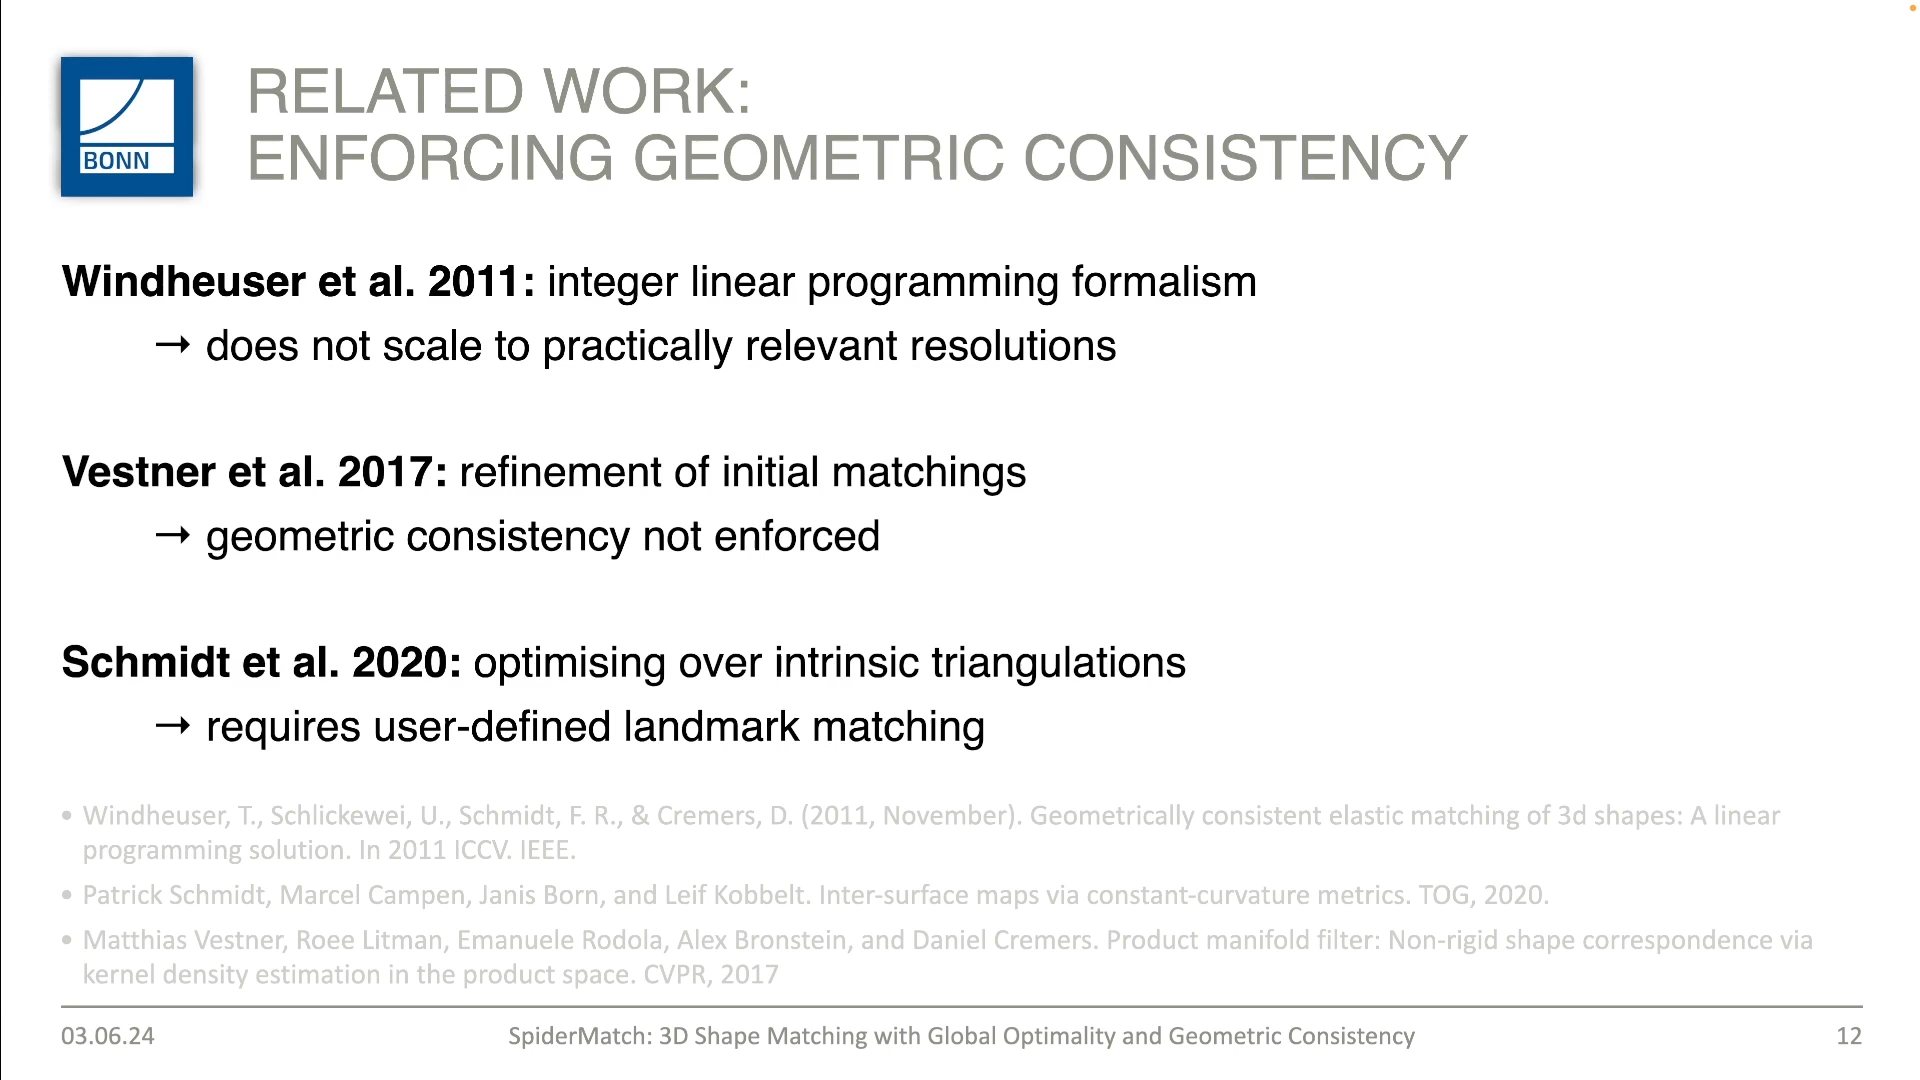 BONN
RELATED WORK:
ENFORCING GEOMETRIC CONSISTENCY
Windheuser et al. 2011: integer linear programming formalism
→ does not scale to practically relevant resolutions
Vestner et al. 2017: refinement of initial matchings
→ geometric consistency not enforced
Schmidt et al. 2020: optimising over intrinsic triangulations
→ requires user-defined landmark matching
• Windheuser, T., Schlickewei, U., Schmidt, F. R., & Cremers, D. (2011, November). Geometrically consistent elastic matching of 3d shapes: A linear
programming solution. In 2011 ICCV. IEEE.
• Patrick Schmidt, Marcel Campen, Janis Born, and Leif Kobbelt. Inter-surface maps via constant-curvature metrics. TOG, 2020.
• Matthias Vestner, Roee Litman, Emanuele Rodola, Alex Bronstein, and Daniel Cremers. Product manifold filter: Non-rigid shape correspondence via
kernel density estimation in the product space. CVPR, 2017
03.06.24
SpiderMatch: 3D Shape Matching with Global Optimality and Geometric Consistency
12